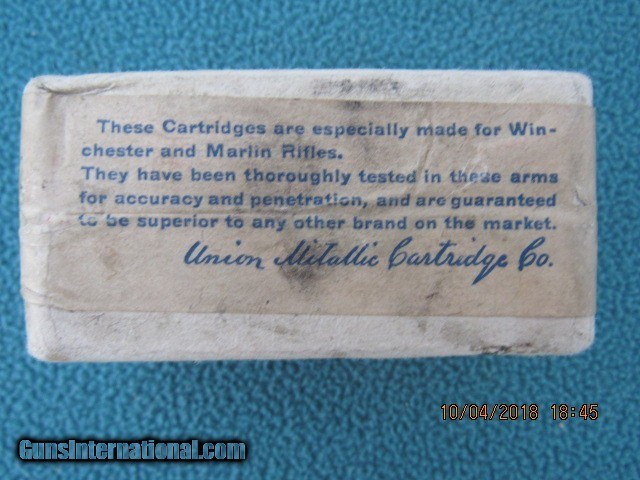 These Cartridges are especially made for Win-
chester and Marlin Rifles.
They have been thoroughly tested in these arms
for accuracy and penetration, and are guaranteed
to be superior to any other brand on the market.
Union Metallic Cartridge Co.
10/04/2018 18:45
GunsInternational.com